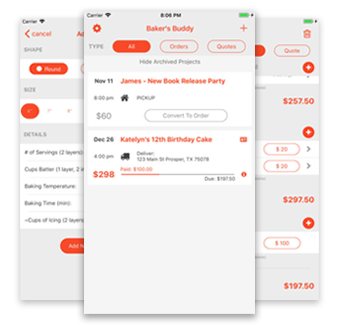 Carrier
cancel
SHAPE
Round
SIZE
DETAILS
# of Servings (2 layers):
Cups Batter (1 layer, 2 in
Baking Temperature:
Baking Time (min):
~Cups of Icing (2 layers
Add N
Carrier
8:06 PM
Baker's Buddy
TYPE
All
Orders
Quotes
Hide Archived Projects
Nov 11
James - New Book Release Party
6:00 pm
PICKUP
$60
Convert To Order
Dec 26
Katelyn's 12th Birthday Cake
4:00 pm
Deliver:
123 Main St Prosper, TX 75078
$298
Paid: $100.00
Due: $197.50
Quote
$257.50
$ 20
$ 20
$297.50
$ 100
$197.50